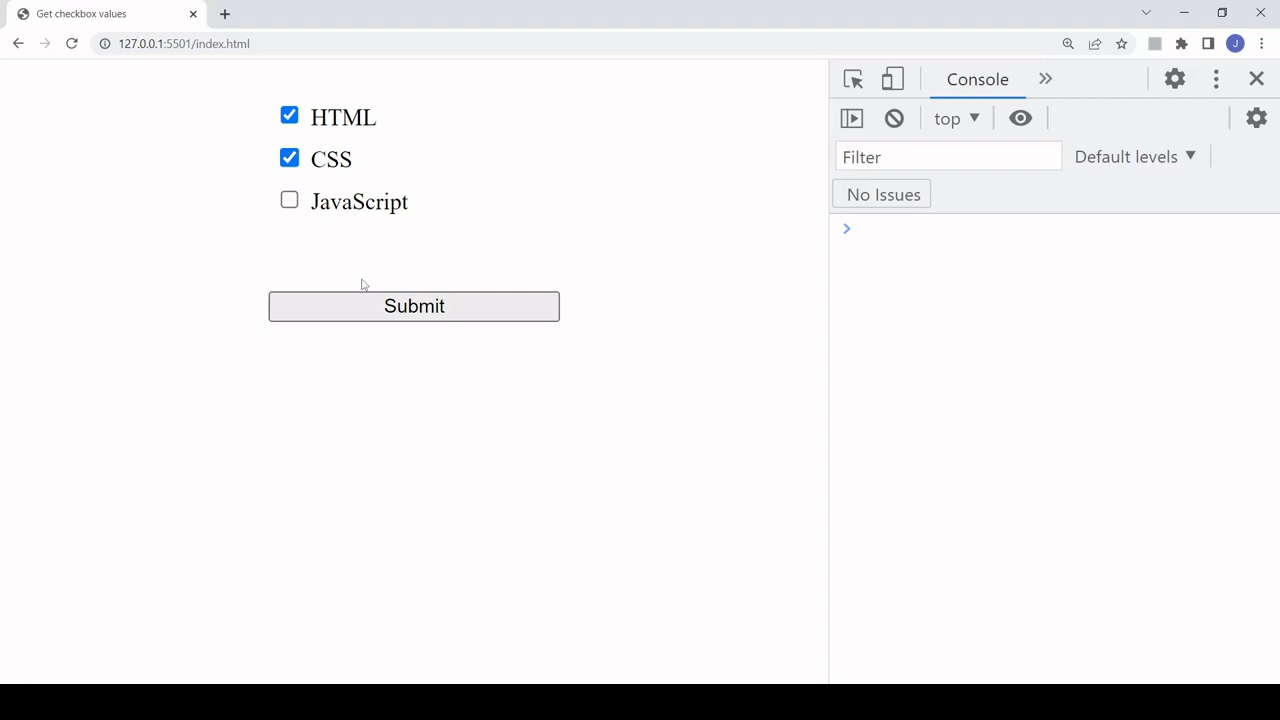 Get checkbox values
127.0.0.1:5501/index.html
J
HTML
CSS
JavaScript
Submit
Console
top
Filter
Default levels
No Issues